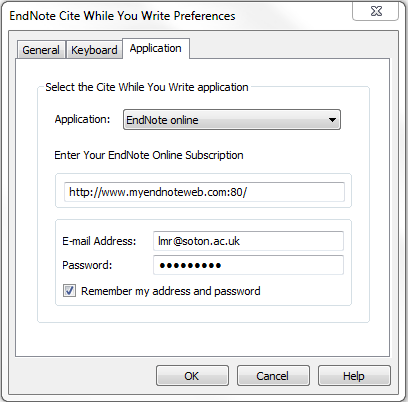 EndNote Cite While You Write Preferences
General Keyboard Application
Select the Cite While You Write application
Application: EndNote online
Enter Your EndNote Online Subscription
http://www.myendnoteweb.com:80/
E-mail Address: lmr@soton.ac.uk
Password: •••••••••
Remember my address and password
OK Cancel Help